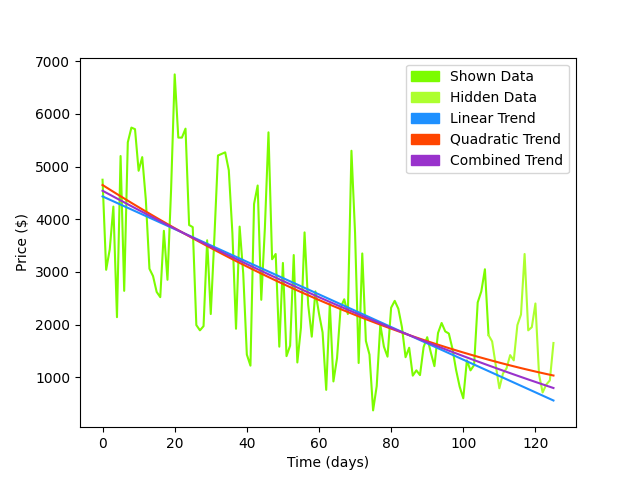 7000
6000
5000
4000
3000
2000
1000
Price ($)
Shown Data
Hidden Data
Linear Trend
Quadratic Trend
Combined Trend
0 20 40 60 80 100 120
Time (days)